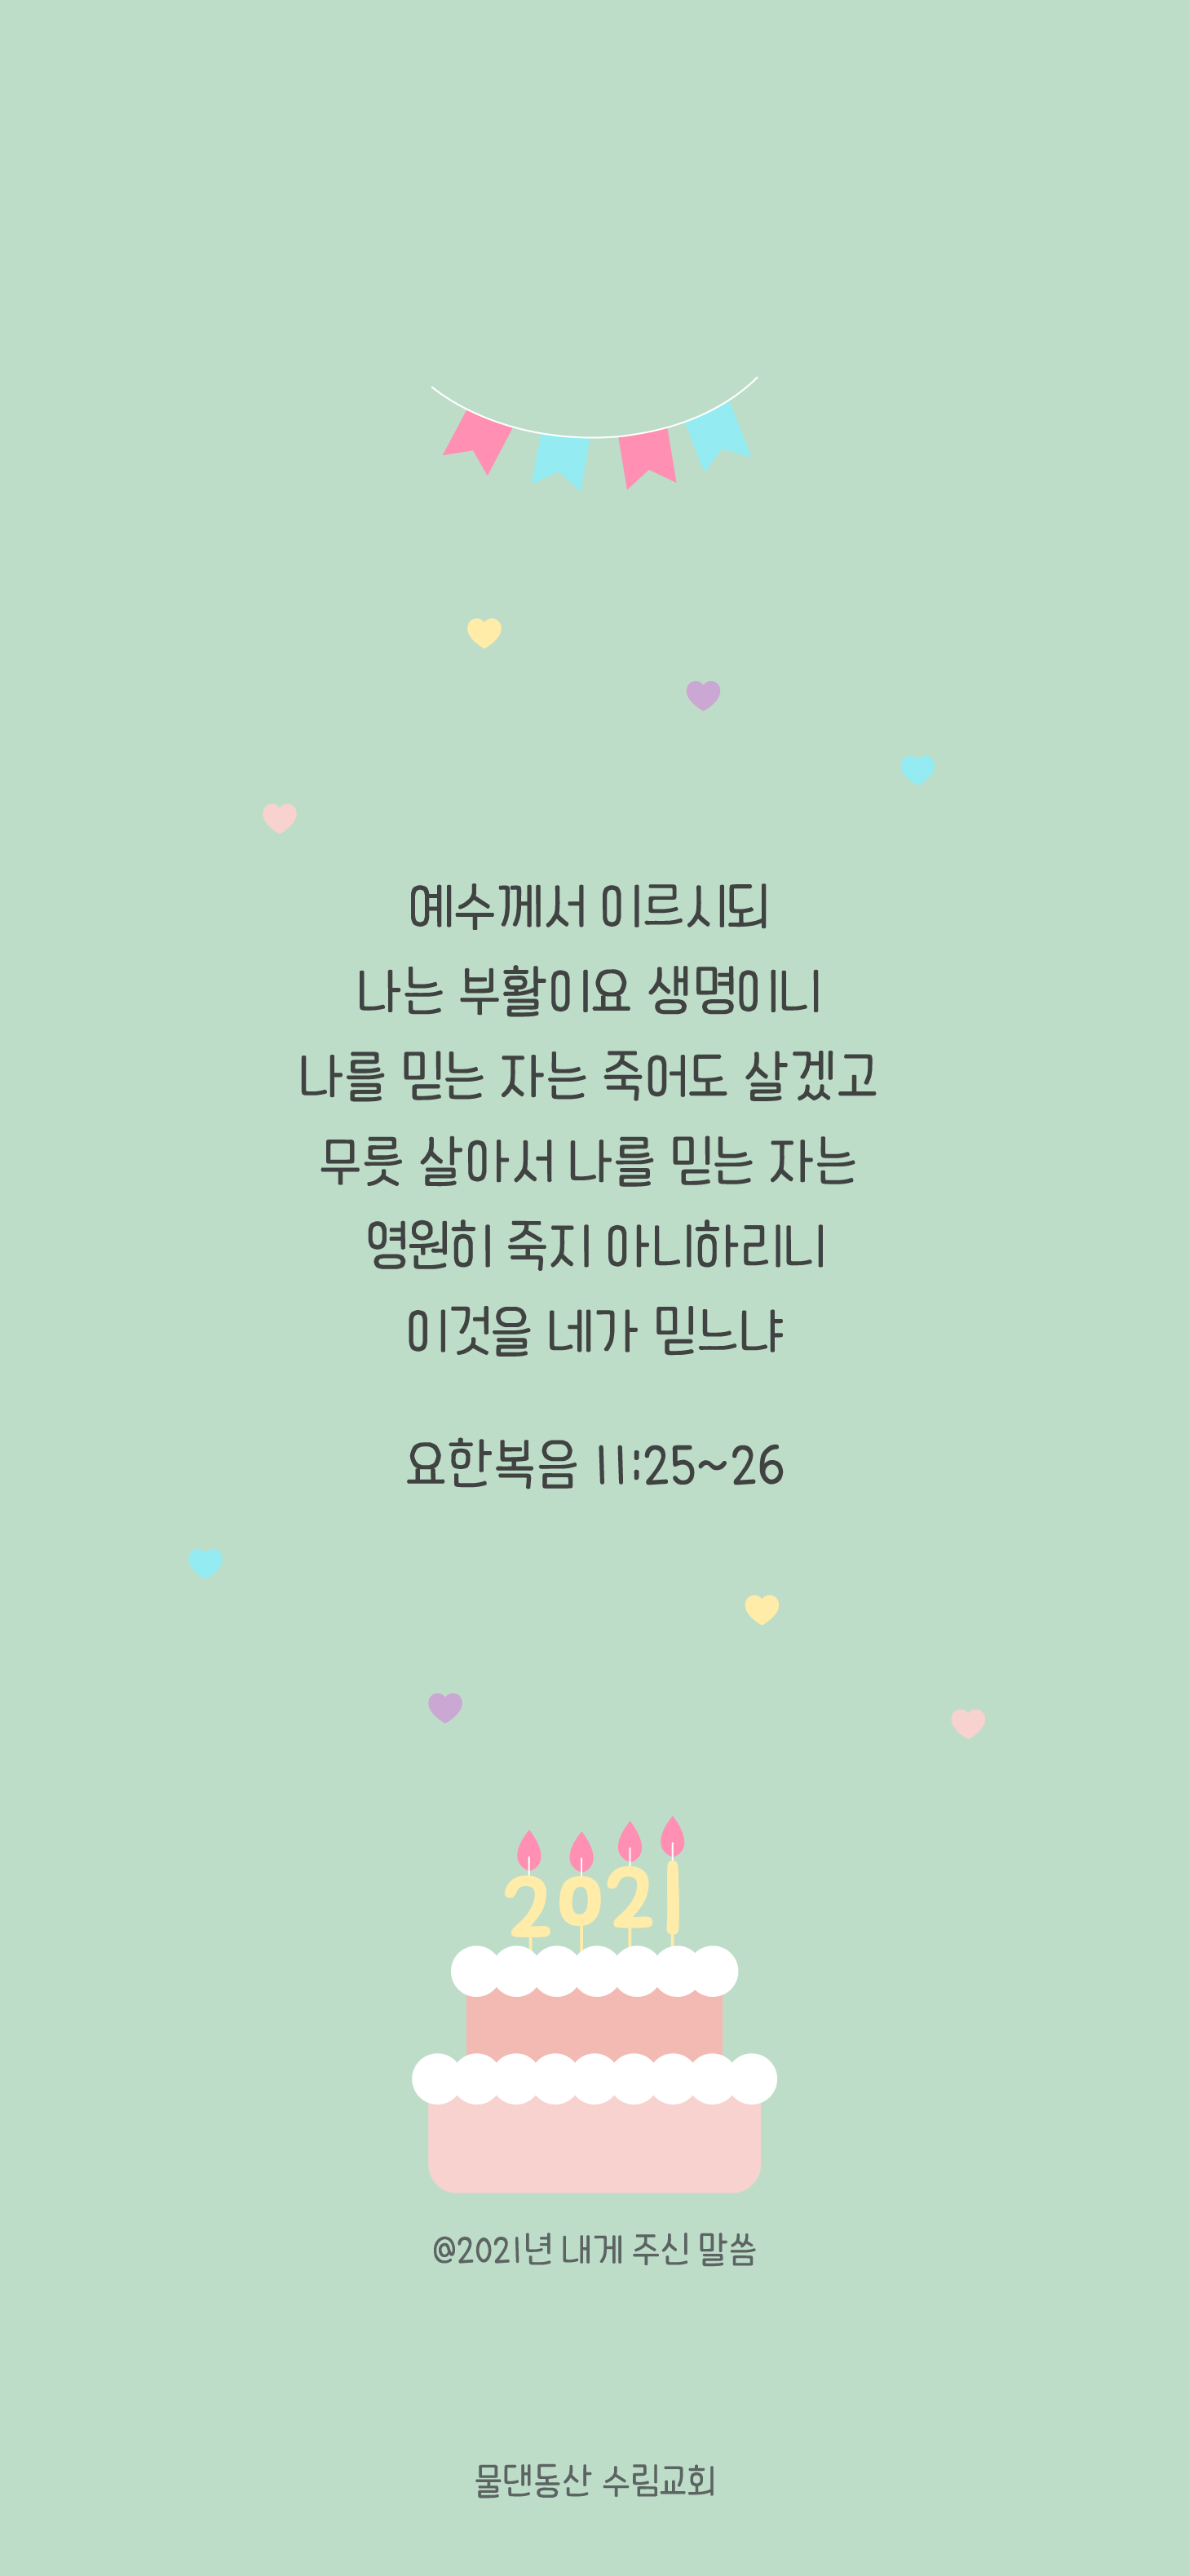 예수께서 이르시되
나는 부활이요 생명이니
나를 믿는 자는 죽어도 살겠고
무릇 살아서 나를 믿는 자는
영원히 죽지 아니하리니
이것을 네가 믿느냐
요한복음 11:25~26
2021
@2021년 내게 주신 말씀
물댄동산 수림교회